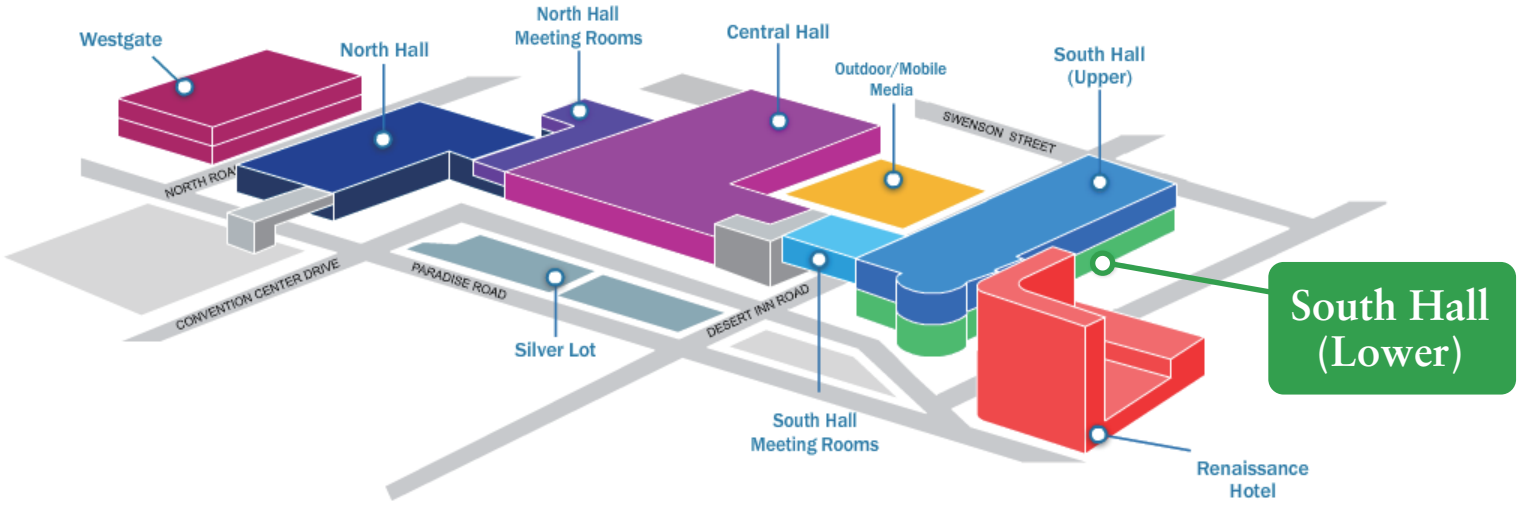 Westgate
North Hall
North Hall
Meeting Rooms
Central Hall
Outdoor/Mobile
Media
South Hall
(Upper)
SWENSON STREET
NORTH ROAD
CONVENTION CENTER DRIVE
PARADISE ROAD
DESERT INN ROAD
Silver Lot
South Hall
Meeting Rooms
South Hall
(Lower)
Renaissance
Hotel